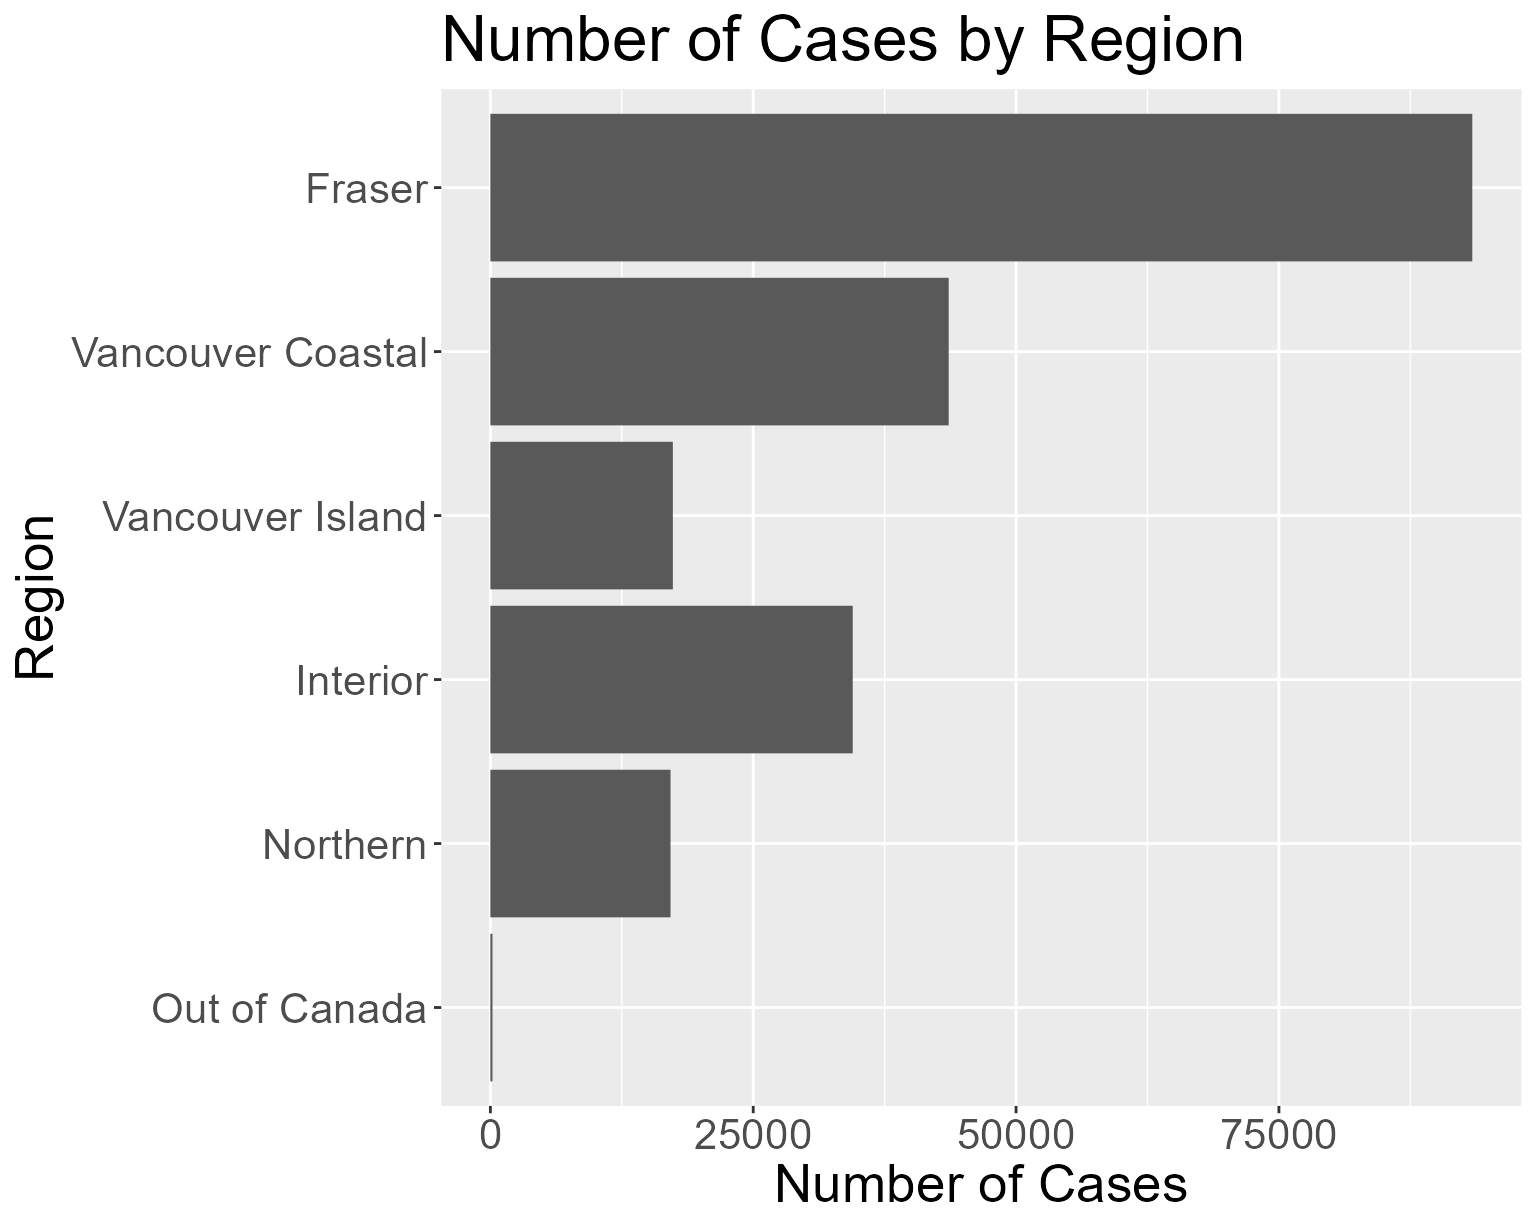 Number of Cases by Region
Region
Fraser
Vancouver Coastal
Vancouver Island
Interior
Northern
Out of Canada
0 25000 50000 75000
Number of Cases